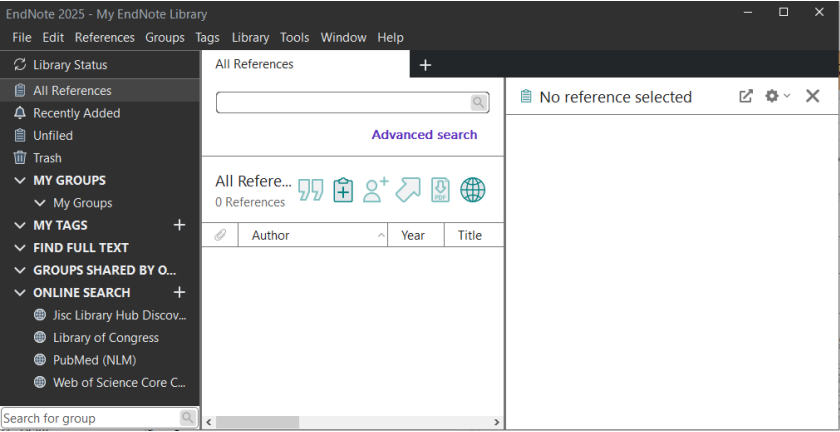 EndNote 2025 - My EndNote Library
File Edit References Groups Tags Library Tools Window Help
Library Status
All References
Recently Added
Unfiled
Trash
MY GROUPS
My Groups
MY TAGS
FIND FULL TEXT
GROUPS SHARED BY O...
ONLINE SEARCH
Jisc Library Hub Discov...
Library of Congress
PubMed (NLM)
Web of Science Core C...
Search for group
All References
Advanced search
All Refere...
0 References
PDF
Author Year Title
No reference selected